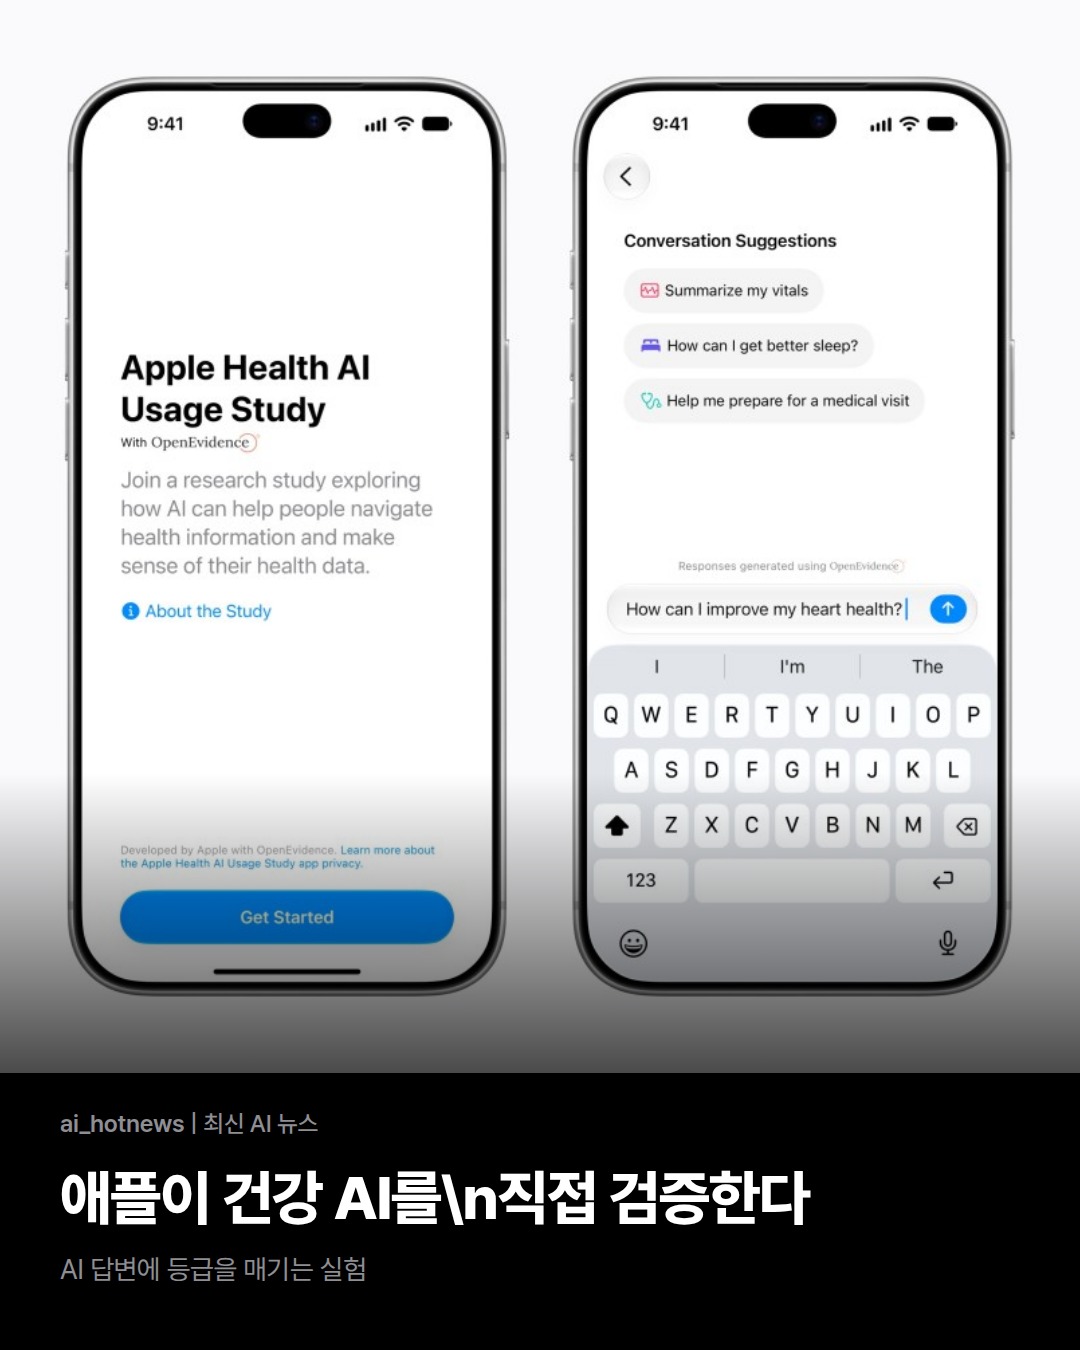 9:41
Apple Health AI
Usage Study
With OpenEvidence
Join a research study exploring
how AI can help people navigate
health information and make
sense of their health data.
About the Study
Developed by Apple with OpenEvidence. Learn more about
the Apple Health AI Usage Study app privacy.
Get Started
9:41
Conversation Suggestions
Summarize my vitals
How can I get better sleep?
Help me prepare for a medical visit
Responses generated using OpenEvidence
How can I improve my heart health?
I I'm The
Q W E R T Y U I O P
A S D F G H J K L
Z X C V B N M
123
ai_hotnews | 최신 AI 뉴스
애플이 건강 AI를\n직접 검증한다
AI 답변에 등급을 매기는 실험